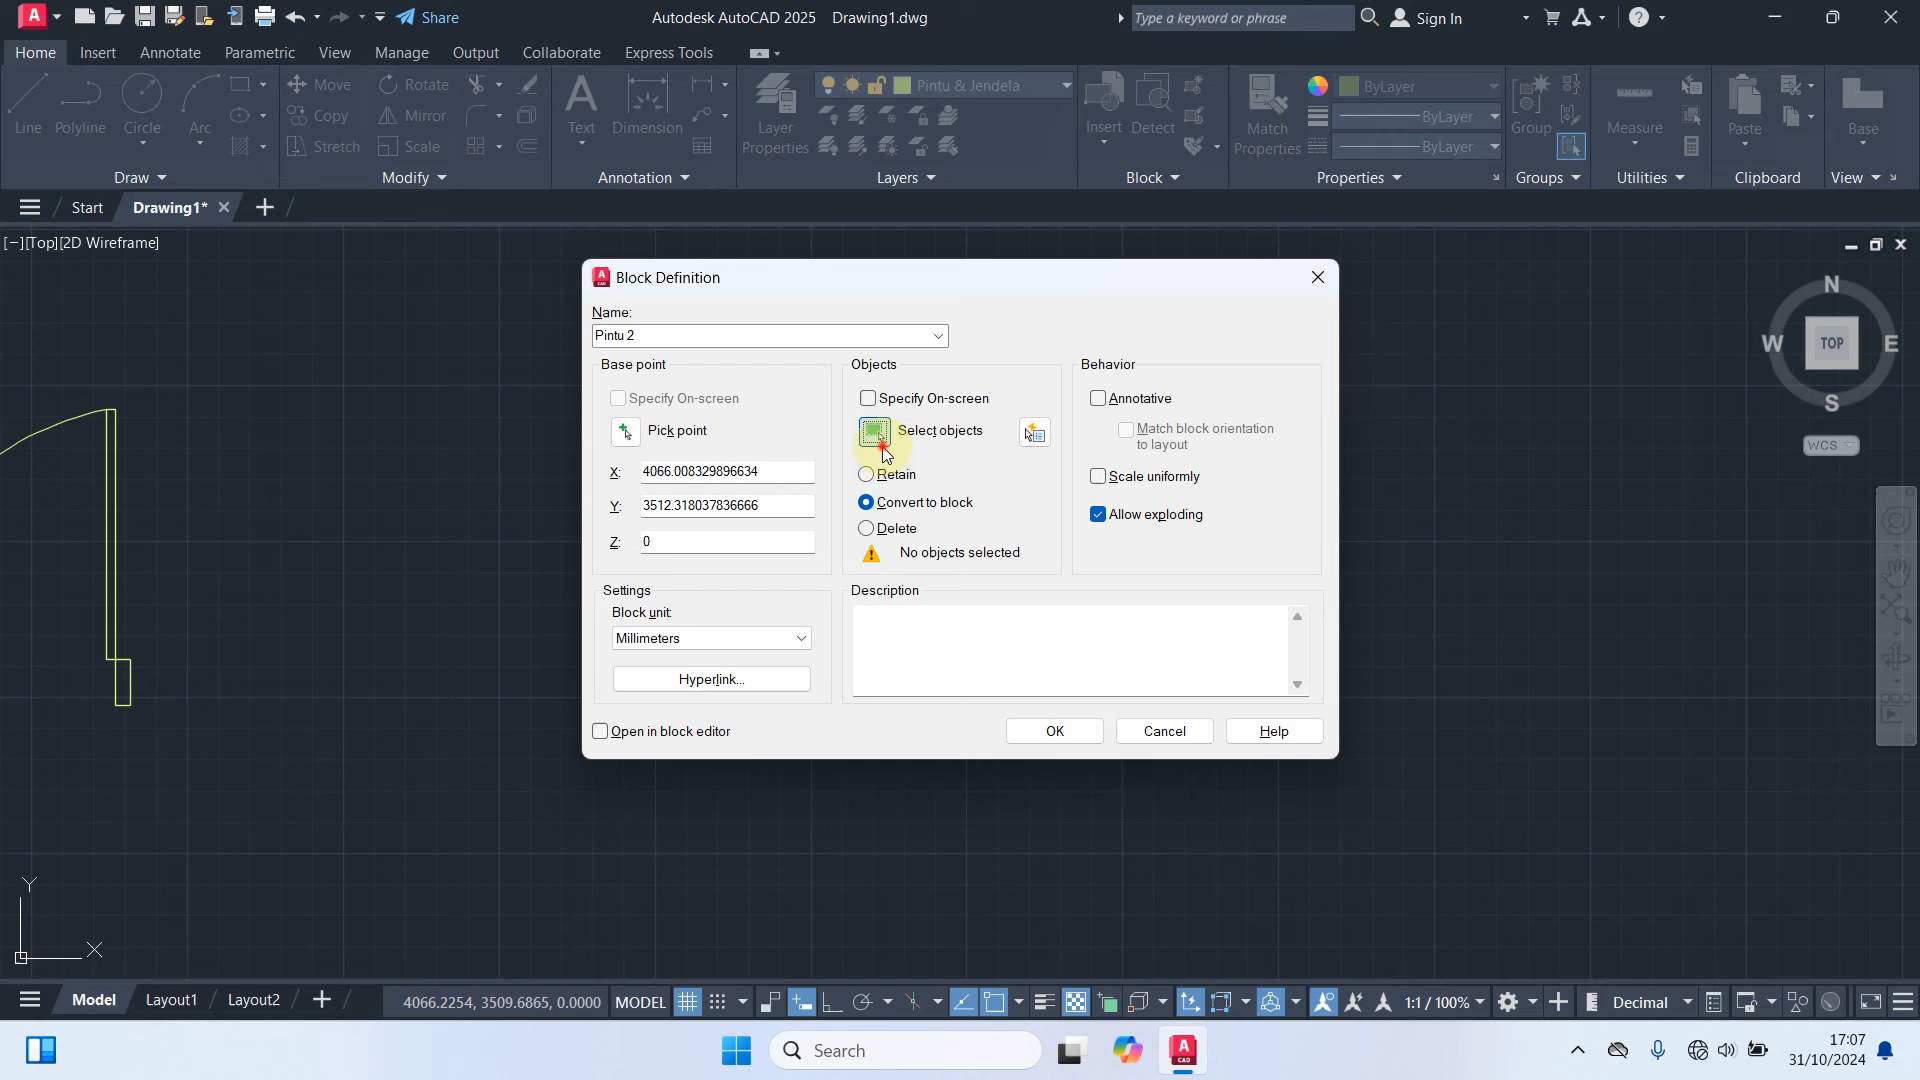 Share
Autodesk AutoCAD 2025 Drawing1.dwg
Type a keyword or phrase
Sign In
Home Insert Annotate Parametric View Manage Output Collaborate Express Tools
Line Polyline Circle Arc
Draw
Move Rotate
Copy Mirror
Stretch Scale
Modify
Text Dimension
Annotation
Layer Properties
Pintu & Jendela
Layers
Insert Detect
Block
Match Properties
ByLayer
ByLayer
ByLayer
Properties
Group
Groups
Measure
Utilities
Paste
Clipboard
Base
View
Start Drawing1*
[−][Top][2D Wireframe]
N
W TOP E
S
WCS
Block Definition
Name:
Pintu 2
Base point
Specify On-screen
Pick point
X: 4066.008329896634
Y: 3512.318037836666
Z: 0
Objects
Specify On-screen
Select objects
Retain
Convert to block
Delete
No objects selected
Behavior
Annotative
Match block orientation
to layout
Scale uniformly
Allow exploding
Settings
Block unit:
Millimeters
Hyperlink...
Description
Open in block editor
OK Cancel Help
Y
X
Model Layout1 Layout2
4066.2254, 3509.6865, 0.0000 MODEL
1:1 / 100%
Decimal
Search
17:07
31/10/2024